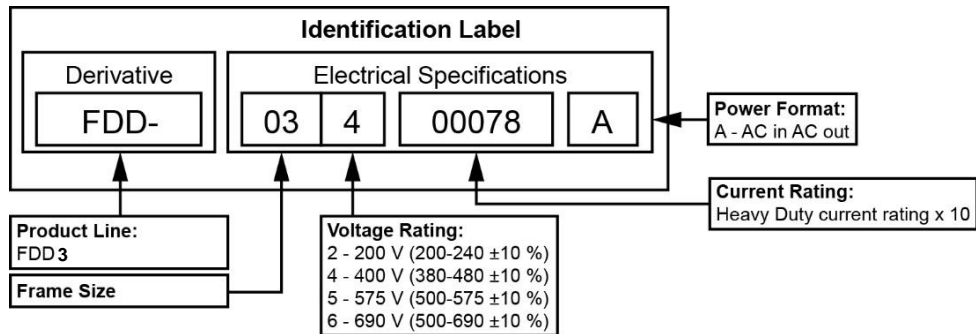 Identification Label
Derivative
Electrical Specifications
FDD-
03
4
00078
A
Power Format:
A - AC in AC out
Current Rating:
Heavy Duty current rating x 10
Product Line:
FDD3
Frame Size
Voltage Rating:
2 - 200 V (200-240 ±10 %)
4 - 400 V (380-480 ±10 %)
5 - 575 V (500-575 ±10 %)
6 - 690 V (500-690 ±10 %)